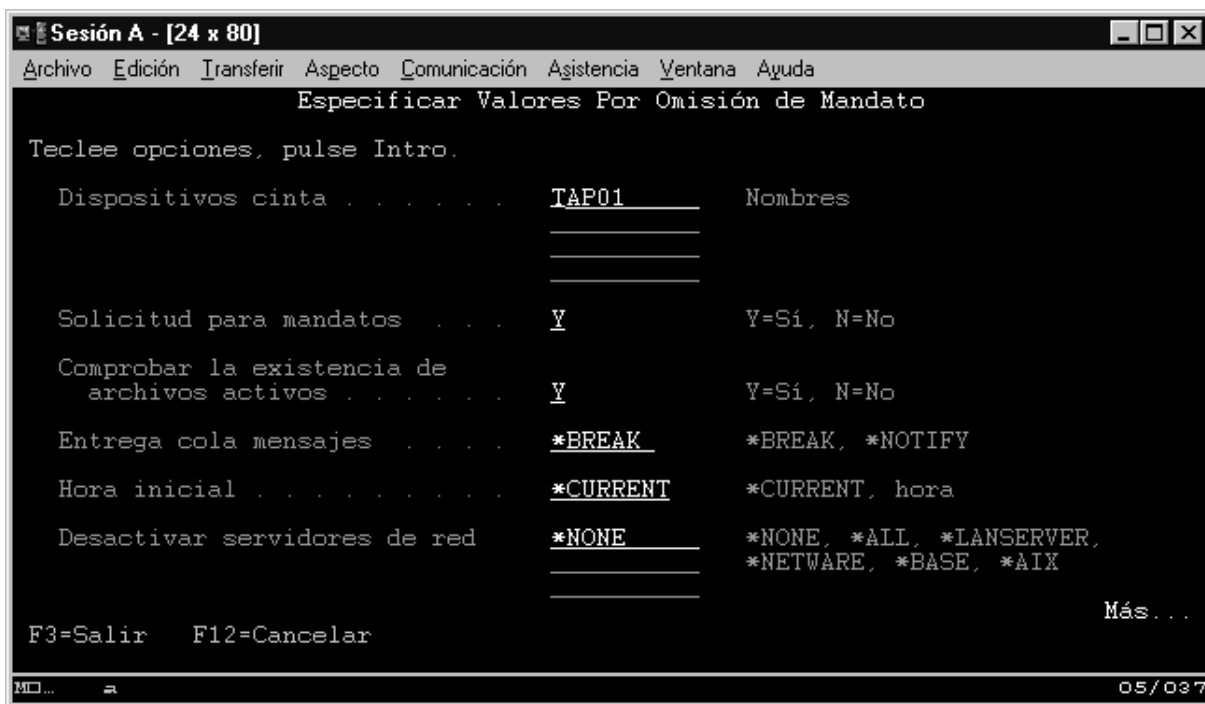 Sesión A - [24 x 80]
Archivo Edición Transferir Aspecto Comunicación Asistencia Ventana Ayuda
Especificar Valores Por Omisión de Mandato
Teclee opciones, pulse Intro.
Dispositivos cinta . . . . . . TAP01 Nombres
Solicitud para mandatos . . . Y Y=Sí, N=No
Comprobar la existencia de
archivos activos . . . . . . Y Y=Sí, N=No
Entrega cola mensajes . . . . *BREAK *BREAK, *NOTIFY
Hora inicial . . . . . . . . . *CURRENT *CURRENT, hora
Desactivar servidores de red *NONE *NONE, *ALL, *LANSERVER,
*NETWARE, *BASE, *AIX
Más...
F3=Salir F12=Cancelar
a 05/037